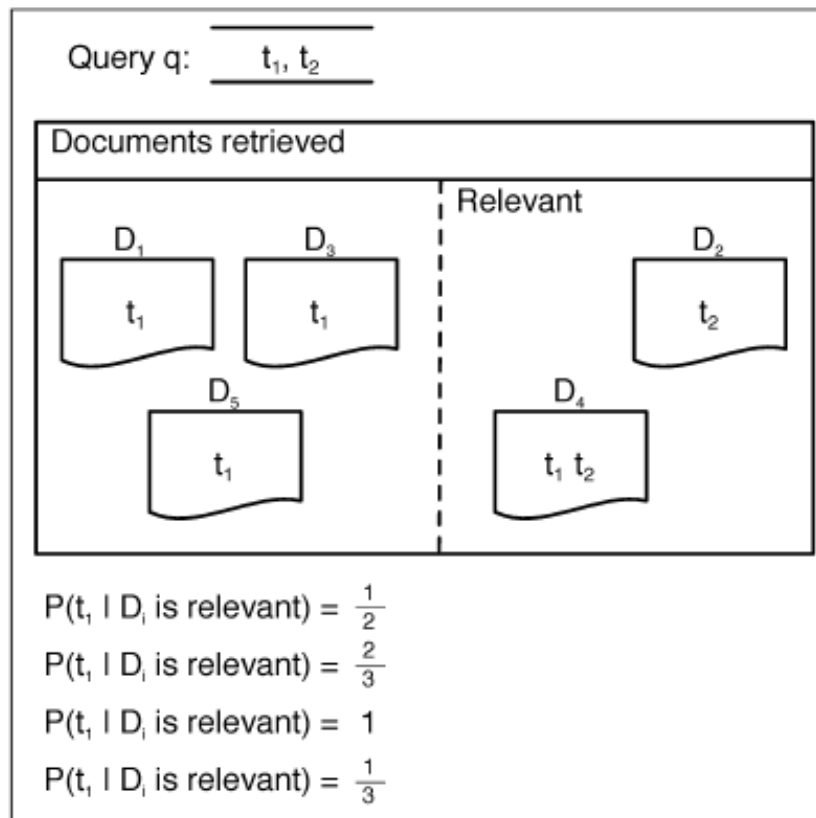 Query q: t₁, t₂
Documents retrieved
Relevant
D₁ D₃ D₂
t₁ t₁ t₂
D₅ D₄
t₁ t₁ t₂
P(t₁ | Dᵢ is relevant) = 1/2
P(t₁ | Dᵢ is relevant) = 2/3
P(t₁ | Dᵢ is relevant) = 1
P(t₁ | Dᵢ is relevant) = 1/3